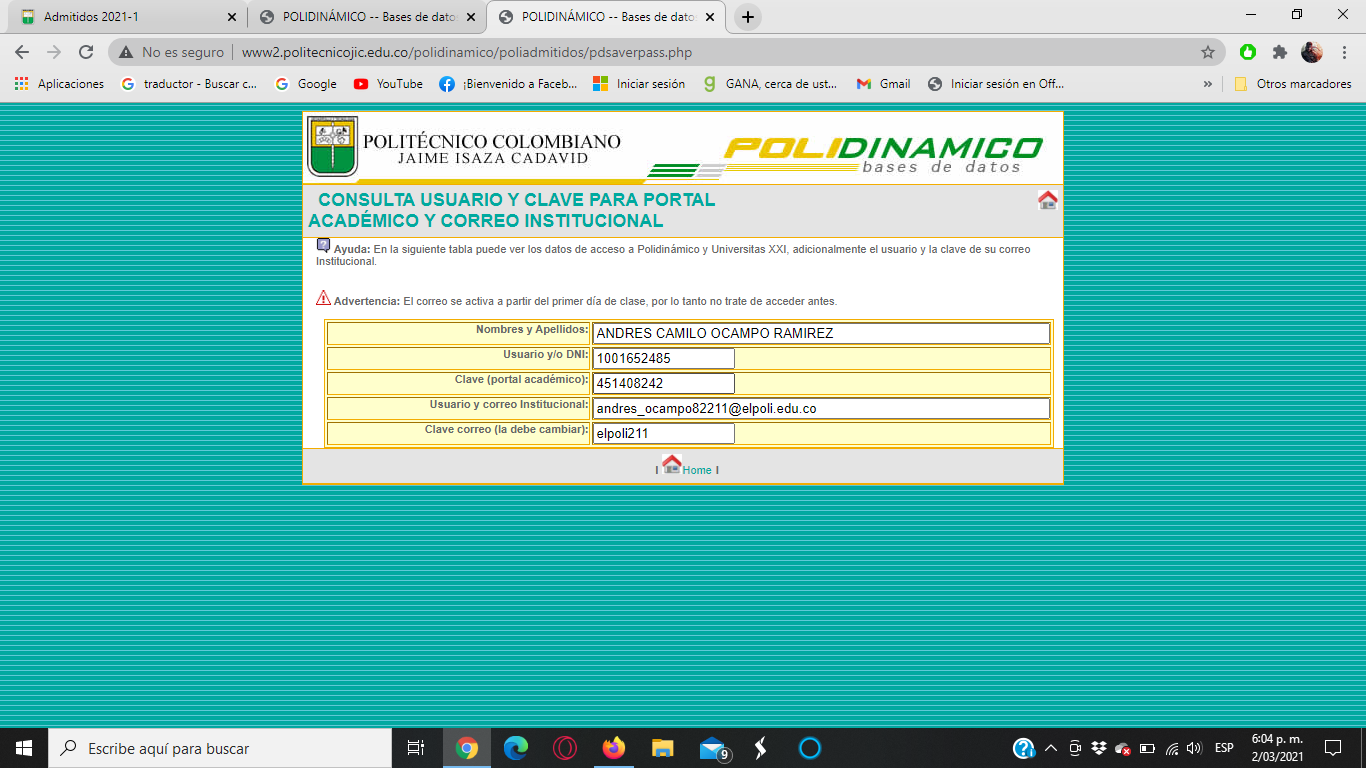 Admitidos 2021-1
POLIDINÁMICO -- Bases de dato
POLIDINÁMICO -- Bases de dato
No es seguro
www2.politecnicojic.edu.co/polidinamico/poliadmitidos/pdsaverpass.php
Aplicaciones
traductor - Buscar c...
Google
YouTube
¡Bienvenido a Faceb...
Iniciar sesión
GANA, cerca de ust...
Gmail
Iniciar sesión en Off...
»
Otros marcadores
POLITÉCNICO COLOMBIANO
JAIME ISAZA CADAVID
POLIDINAMICO
bases de datos
CONSULTA USUARIO Y CLAVE PARA PORTAL
ACADÉMICO Y CORREO INSTITUCIONAL
Ayuda: En la siguiente tabla puede ver los datos de acceso a Polidinámico y Universitas XXI, adicionalmente el usuario y la clave de su correo
Institucional.
Advertencia: El correo se activa a partir del primer día de clase, por lo tanto no trate de acceder antes.
Nombres y Apellidos: ANDRES CAMILO OCAMPO RAMIREZ
Usuario y/o DNI: 1001652485
Clave (portal académico): 451408242
Usuario y correo Institucional: andres_ocampo82211@elpoli.edu.co
Clave correo (la debe cambiar): elpoli211
I Home I
Escribe aquí para buscar
9
ESP
6:04 p. m.
2/03/2021